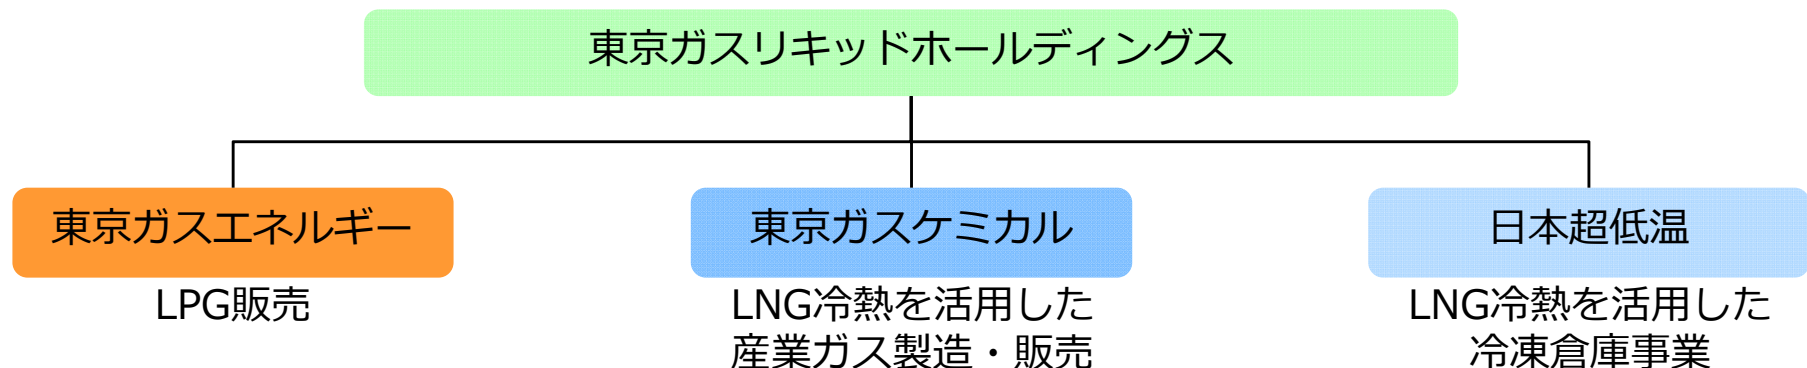 東京ガスリキッドホールディングス
東京ガスエネルギー
LPG販売
東京ガスケミカル
LNG冷熱を活用した
産業ガス製造・販売
日本超低温
LNG冷熱を活用した
冷凍倉庫事業